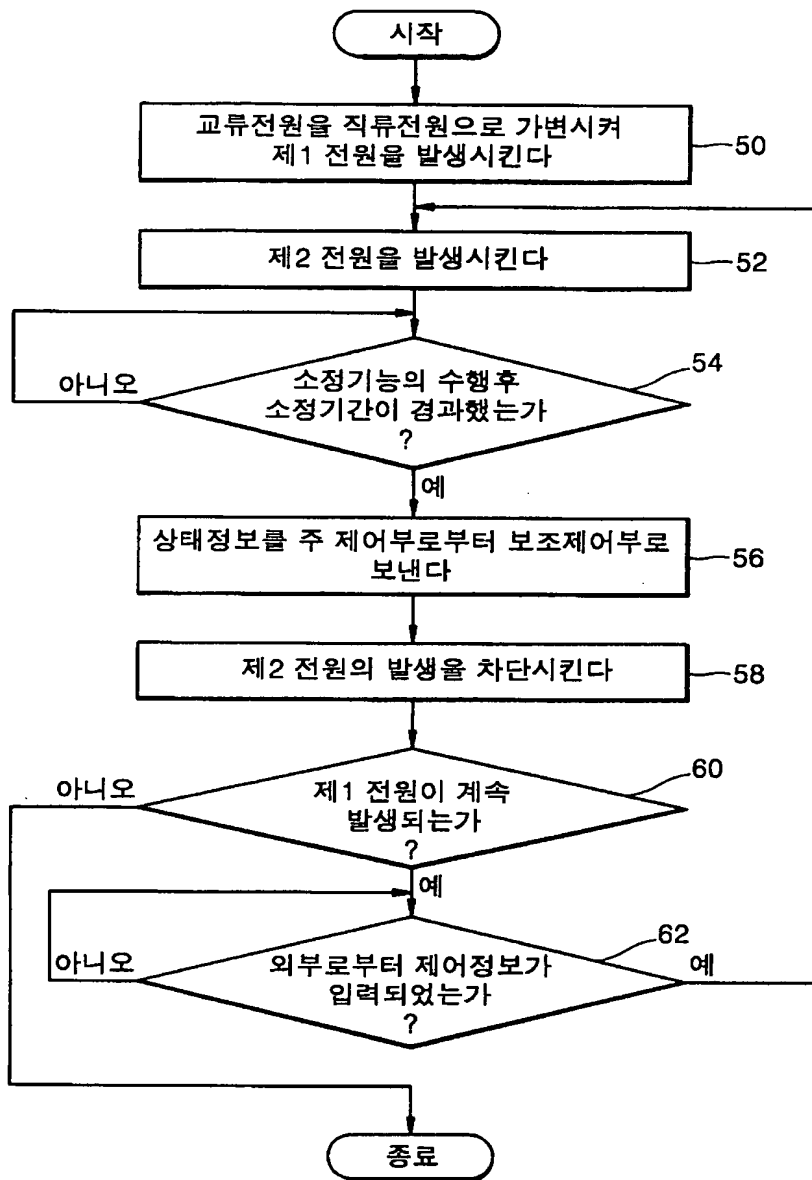 시작
교류전원을 직류전원으로 가변시켜
제1 전원을 발생시킨다
50
제2 전원을 발생시킨다
52
54
아니오
소정기능의 수행후
소정기간이 경과했는가
?
예
상태정보를 주 제어부로부터 보조제어부로
보낸다
56
제2 전원의 발생을 차단시킨다
58
60
아니오
제1 전원이 계속
발생되는가
?
예
62
아니오
외부로부터 제어정보가
입력되었는가
?
예
종료